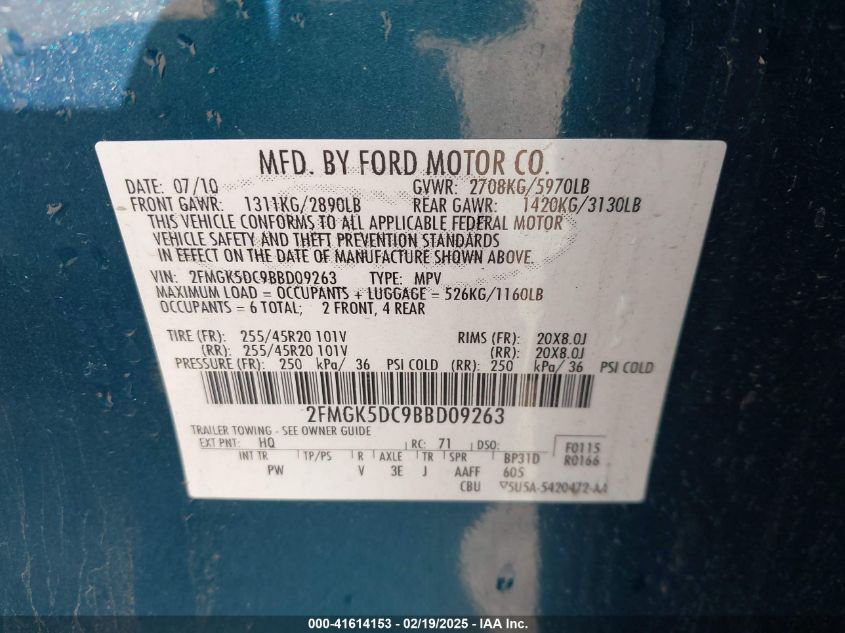 MFD. BY FORD MOTOR CO.
DATE: 07/10 GVWR: 2708KG/5970LB
FRONT GAWR: 1311KG/2890LB REAR GAWR: 1420KG/3130LB
THIS VEHICLE CONFORMS TO ALL APPLICABLE FEDERAL MOTOR
VEHICLE SAFETY AND THEFT PREVENTION STANDARDS
IN EFFECT ON THE DATE OF MANUFACTURE SHOWN ABOVE.
VIN: 2FMGK5DC9BBD09263 TYPE: MPV
MAXIMUM LOAD = OCCUPANTS + LUGGAGE = 526KG/1160LB
OCCUPANTS = 6 TOTAL; 2 FRONT, 4 REAR
TIRE (FR): 255/45R20 101V RIMS (FR): 20X8.0J
(RR): 255/45R20 101V (RR): 20X8.0J
PRESSURE (FR): 250 kPa/ 36 PSI COLD (RR): 250 kPa/ 36 PSI COLD
2FMGK5DC9BBD09263
TRAILER TOWING - SEE OWNER GUIDE
EXT PNT: HQ RC: 71 DSO: F0115
R0166
INT TR TP/PS R AXLE TR SPR BP31D
PW V 3E J AAFF 605
CBU 5U5A-5420472-AA
000-41614153 - 02/19/2025 - IAA Inc.